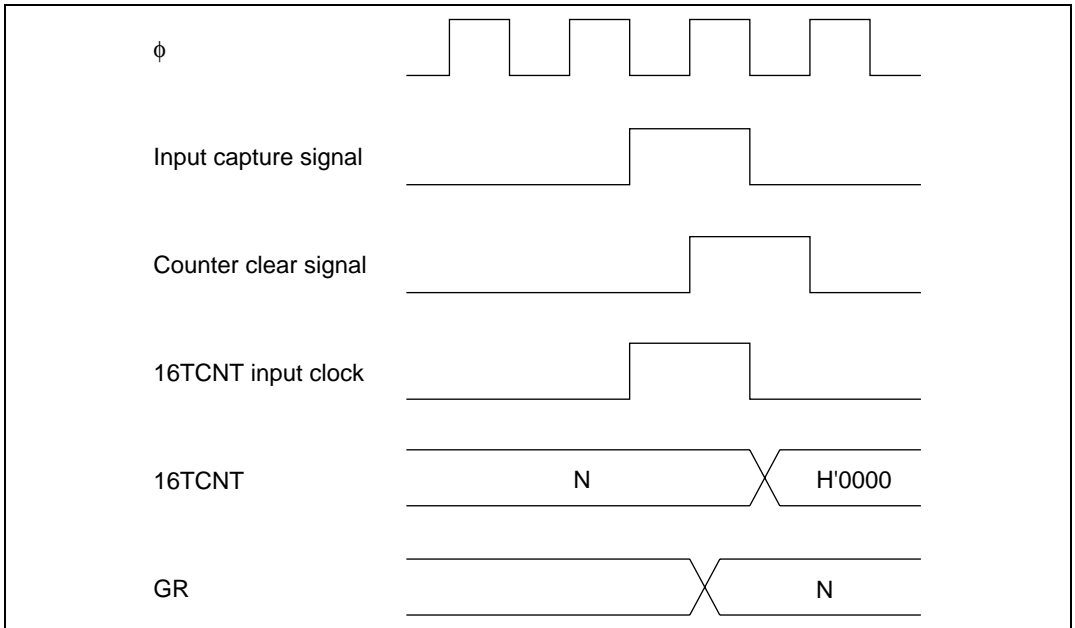 ϕ
Input capture signal
Counter clear signal
16TCNT input clock
16TCNT N H'0000
GR N